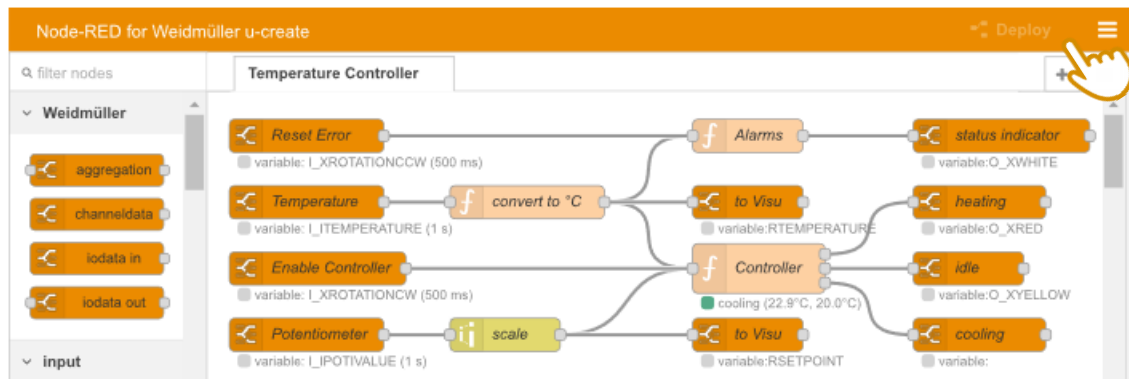 Node-RED for Weidmüller u-create
Deploy
filter nodes
Temperature Controller
+
Weidmüller
Reset Error
Alarms
status indicator
variable: I_XROTATIONCCW (500 ms)
variable:O_XWHITE
aggregation
Temperature
f
convert to °C
to Visu
heating
channeldata
variable: I_ITEMPERATURE (1 s)
variable:RTEMPERATURE
variable:O_XRED
iodata in
Enable Controller
Controller
idle
variable: I_XROTATIONCW (500 ms)
cooling (22.9°C, 20.0°C)
variable:O_XYELLOW
iodata out
Potentiometer
scale
to Visu
cooling
input
variable: I_IPOTIVALUE (1 s)
variable:RSETPOINT
variable: